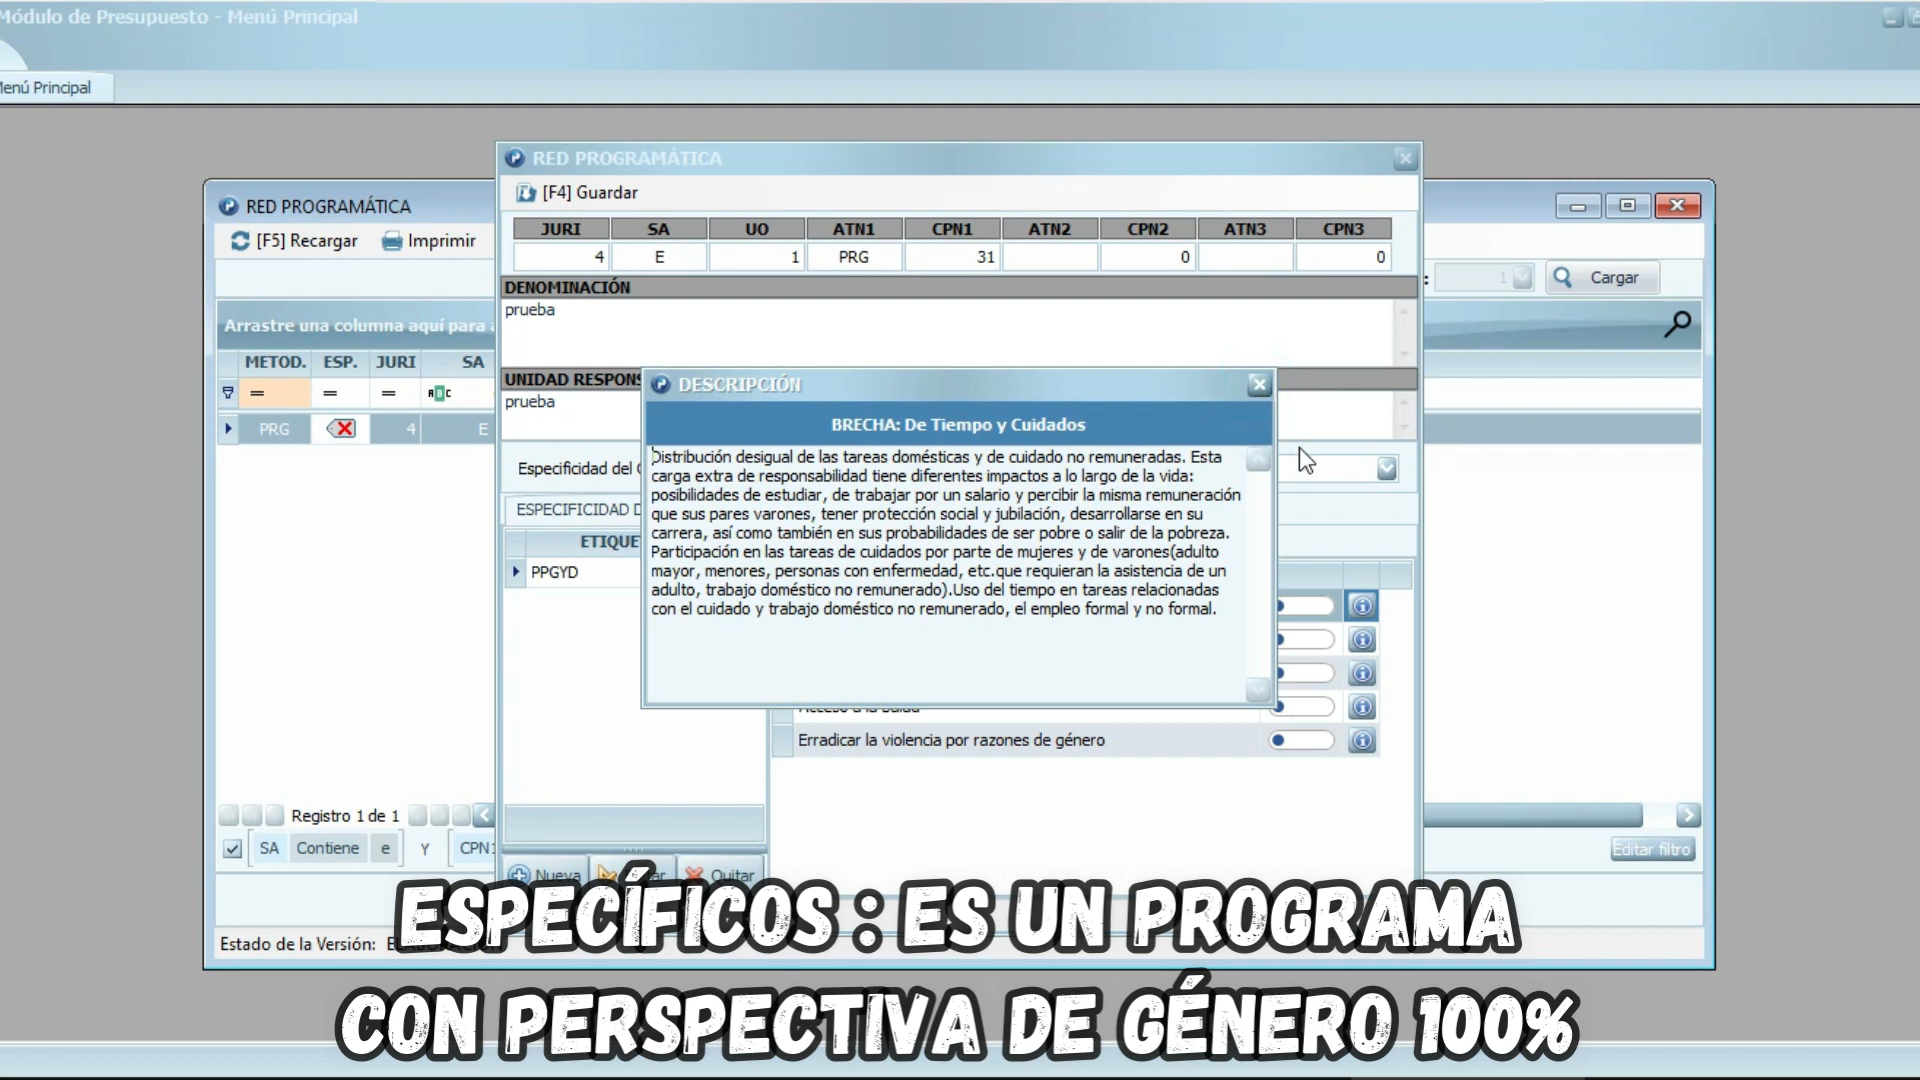 Módulo de Presupuesto - Menú Principal
Menú Principal
RED PROGRAMÁTICA
[F5] Recargar Imprimir
1 Cargar
Arrastre una columna aquí para
METOD. ESP. JURI SA
= = = ABC
PRG 4 E
Registro 1 de 1
SA Contiene e Y CPN1
Editar filtro
Estado de la Versión:
RED PROGRAMÁTICA
[F4] Guardar
JURI SA UO ATN1 CPN1 ATN2 CPN2 ATN3 CPN3
4 E 1 PRG 31 0 0
DENOMINACIÓN
prueba
UNIDAD RESPONS
prueba
Especificidad del
ESPECIFICIDAD D
ETIQUE
PPGYD
Acceso a la Salud
Erradicar la violencia por razones de género
Nueva Quitar
DESCRIPCIÓN
BRECHA: De Tiempo y Cuidados
Distribución desigual de las tareas domésticas y de cuidado no remuneradas. Esta
carga extra de responsabilidad tiene diferentes impactos a lo largo de la vida:
posibilidades de estudiar, de trabajar por un salario y percibir la misma remuneración
que sus pares varones, tener protección social y jubilación, desarrollarse en su
carrera, así como también en sus probabilidades de ser pobre o salir de la pobreza.
Participación en las tareas de cuidados por parte de mujeres y de varones(adulto
mayor, menores, personas con enfermedad, etc.que requieran la asistencia de un
adulto, trabajo doméstico no remunerado).Uso del tiempo en tareas relacionadas
con el cuidado y trabajo doméstico no remunerado, el empleo formal y no formal.
ESPECÍFICOS : ES UN PROGRAMA
CON PERSPECTIVA DE GÉNERO 100%